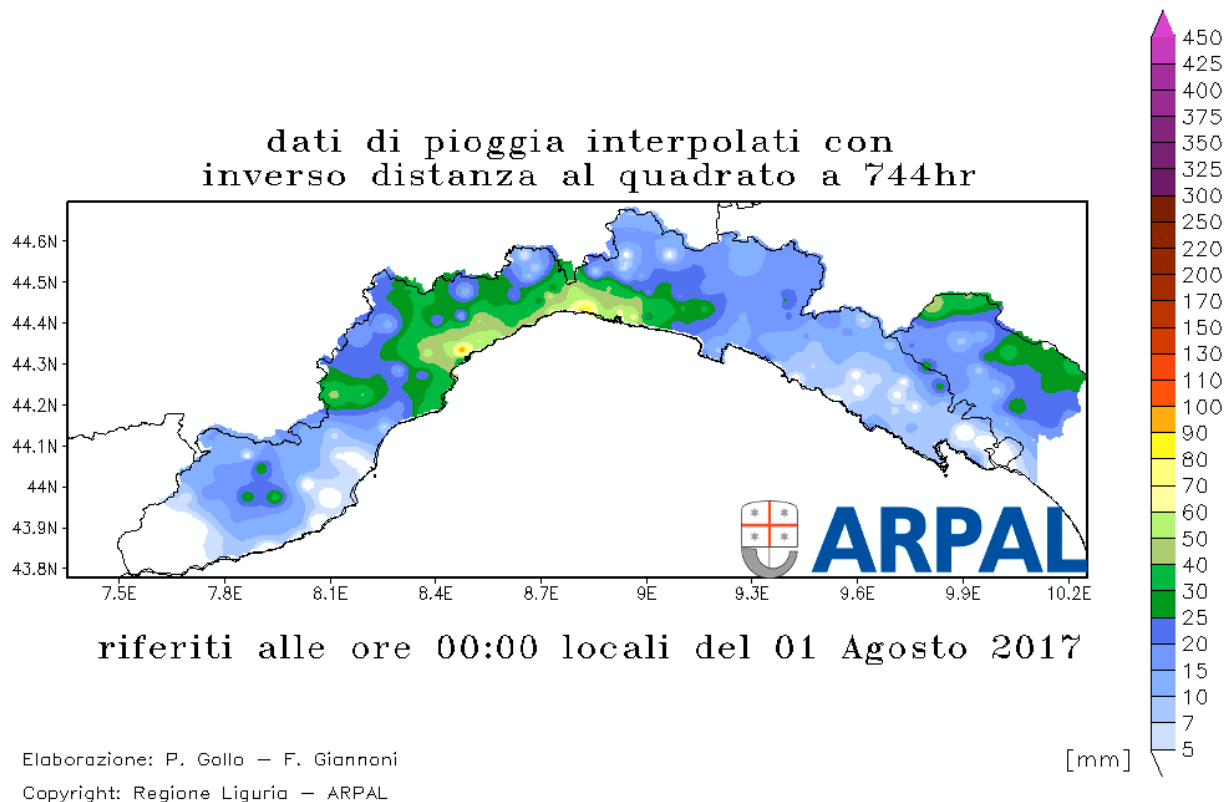 dati di pioggia interpolati con
inverso distanza al quadrato a 744hr
44.6N
44.5N
44.4N
44.3N
44.2N
44.1N
44N
43.9N
43.8N
7.5E 7.8E 8.1E 8.4E 8.7E 9E 9.3E 9.6E 9.9E 10.2E
ARPAL
450
425
400
375
350
325
300
250
220
200
170
150
130
110
100
90
80
70
60
50
40
30
25
20
15
10
7
5
[mm]
riferiti alle ore 00:00 locali del 01 Agosto 2017
Elaborazione: P. Gollo – F. Giannoni
Copyright: Regione Liguria – ARPAL